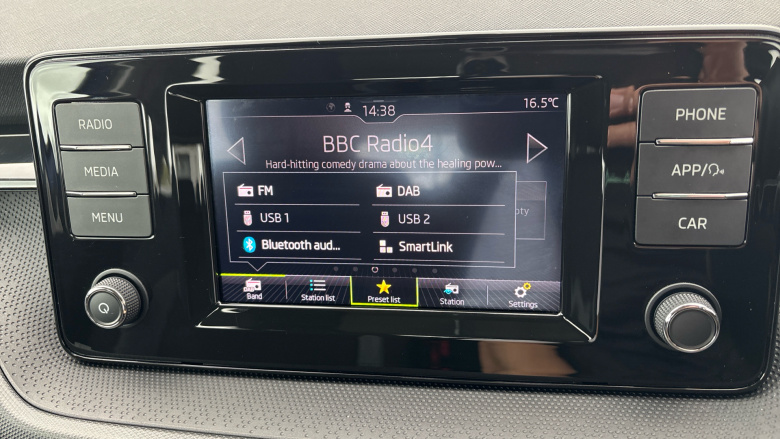 RADIO
MEDIA
MENU
14:38
16.5°C
BBC Radio4
Hard-hitting comedy drama about the healing pow...
FM
DAB
USB 1
USB 2
Bluetooth aud...
SmartLink
Band
Station list
Preset list
Station
Settings
PHONE
APP/
CAR